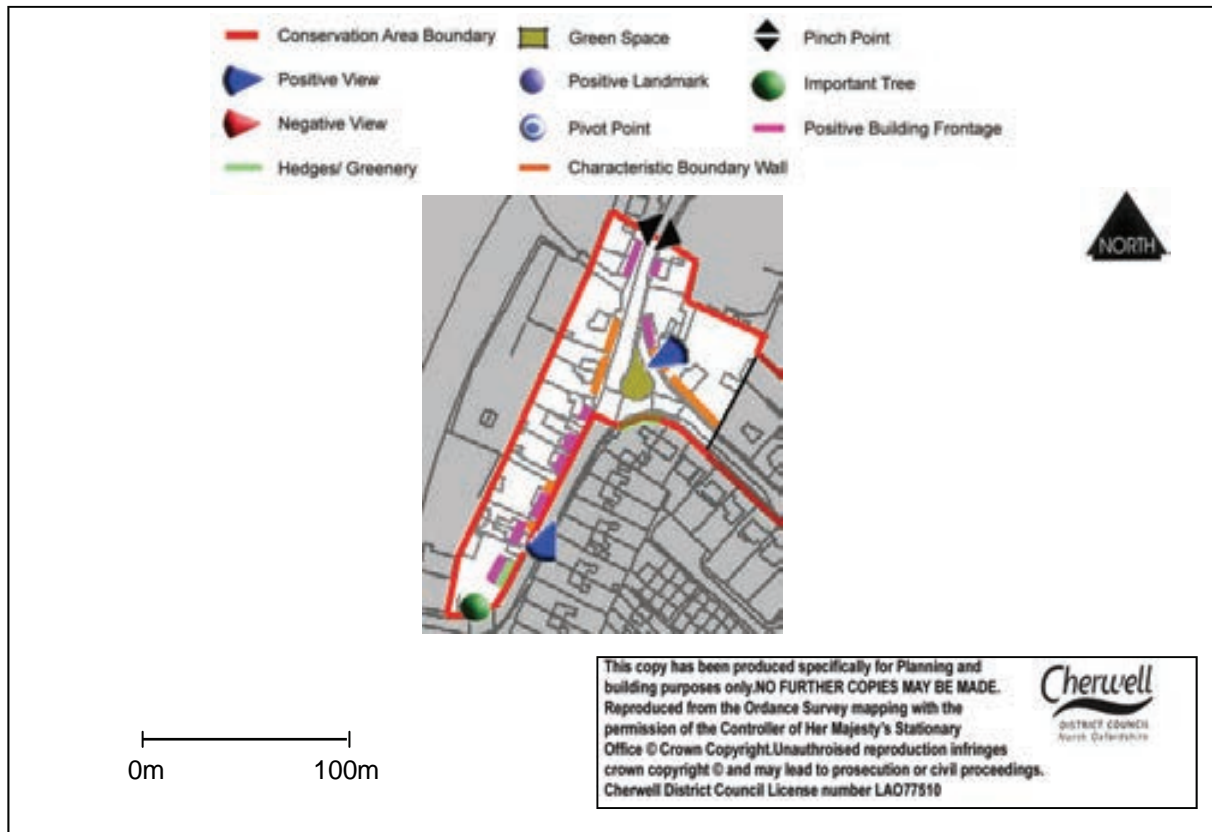 Conservation Area Boundary
Green Space
Pinch Point
Positive View
Positive Landmark
Important Tree
Negative View
Pivot Point
Positive Building Frontage
Hedges/ Greenery
Characteristic Boundary Wall
NORTH
0m
100m
This copy has been produced specifically for Planning and
building purposes only.NO FURTHER COPIES MAY BE MADE.
Reproduced from the Ordance Survey mapping with the
permission of the Controller of Her Majesty's Stationary
Office © Crown Copyright.Unauthroised reproduction infringes
crown copyright © and may lead to prosecution or civil proceedings.
Cherwell District Council License number LAO77510
Cherwell
DISTRICT COUNCIL
North Oxfordshire